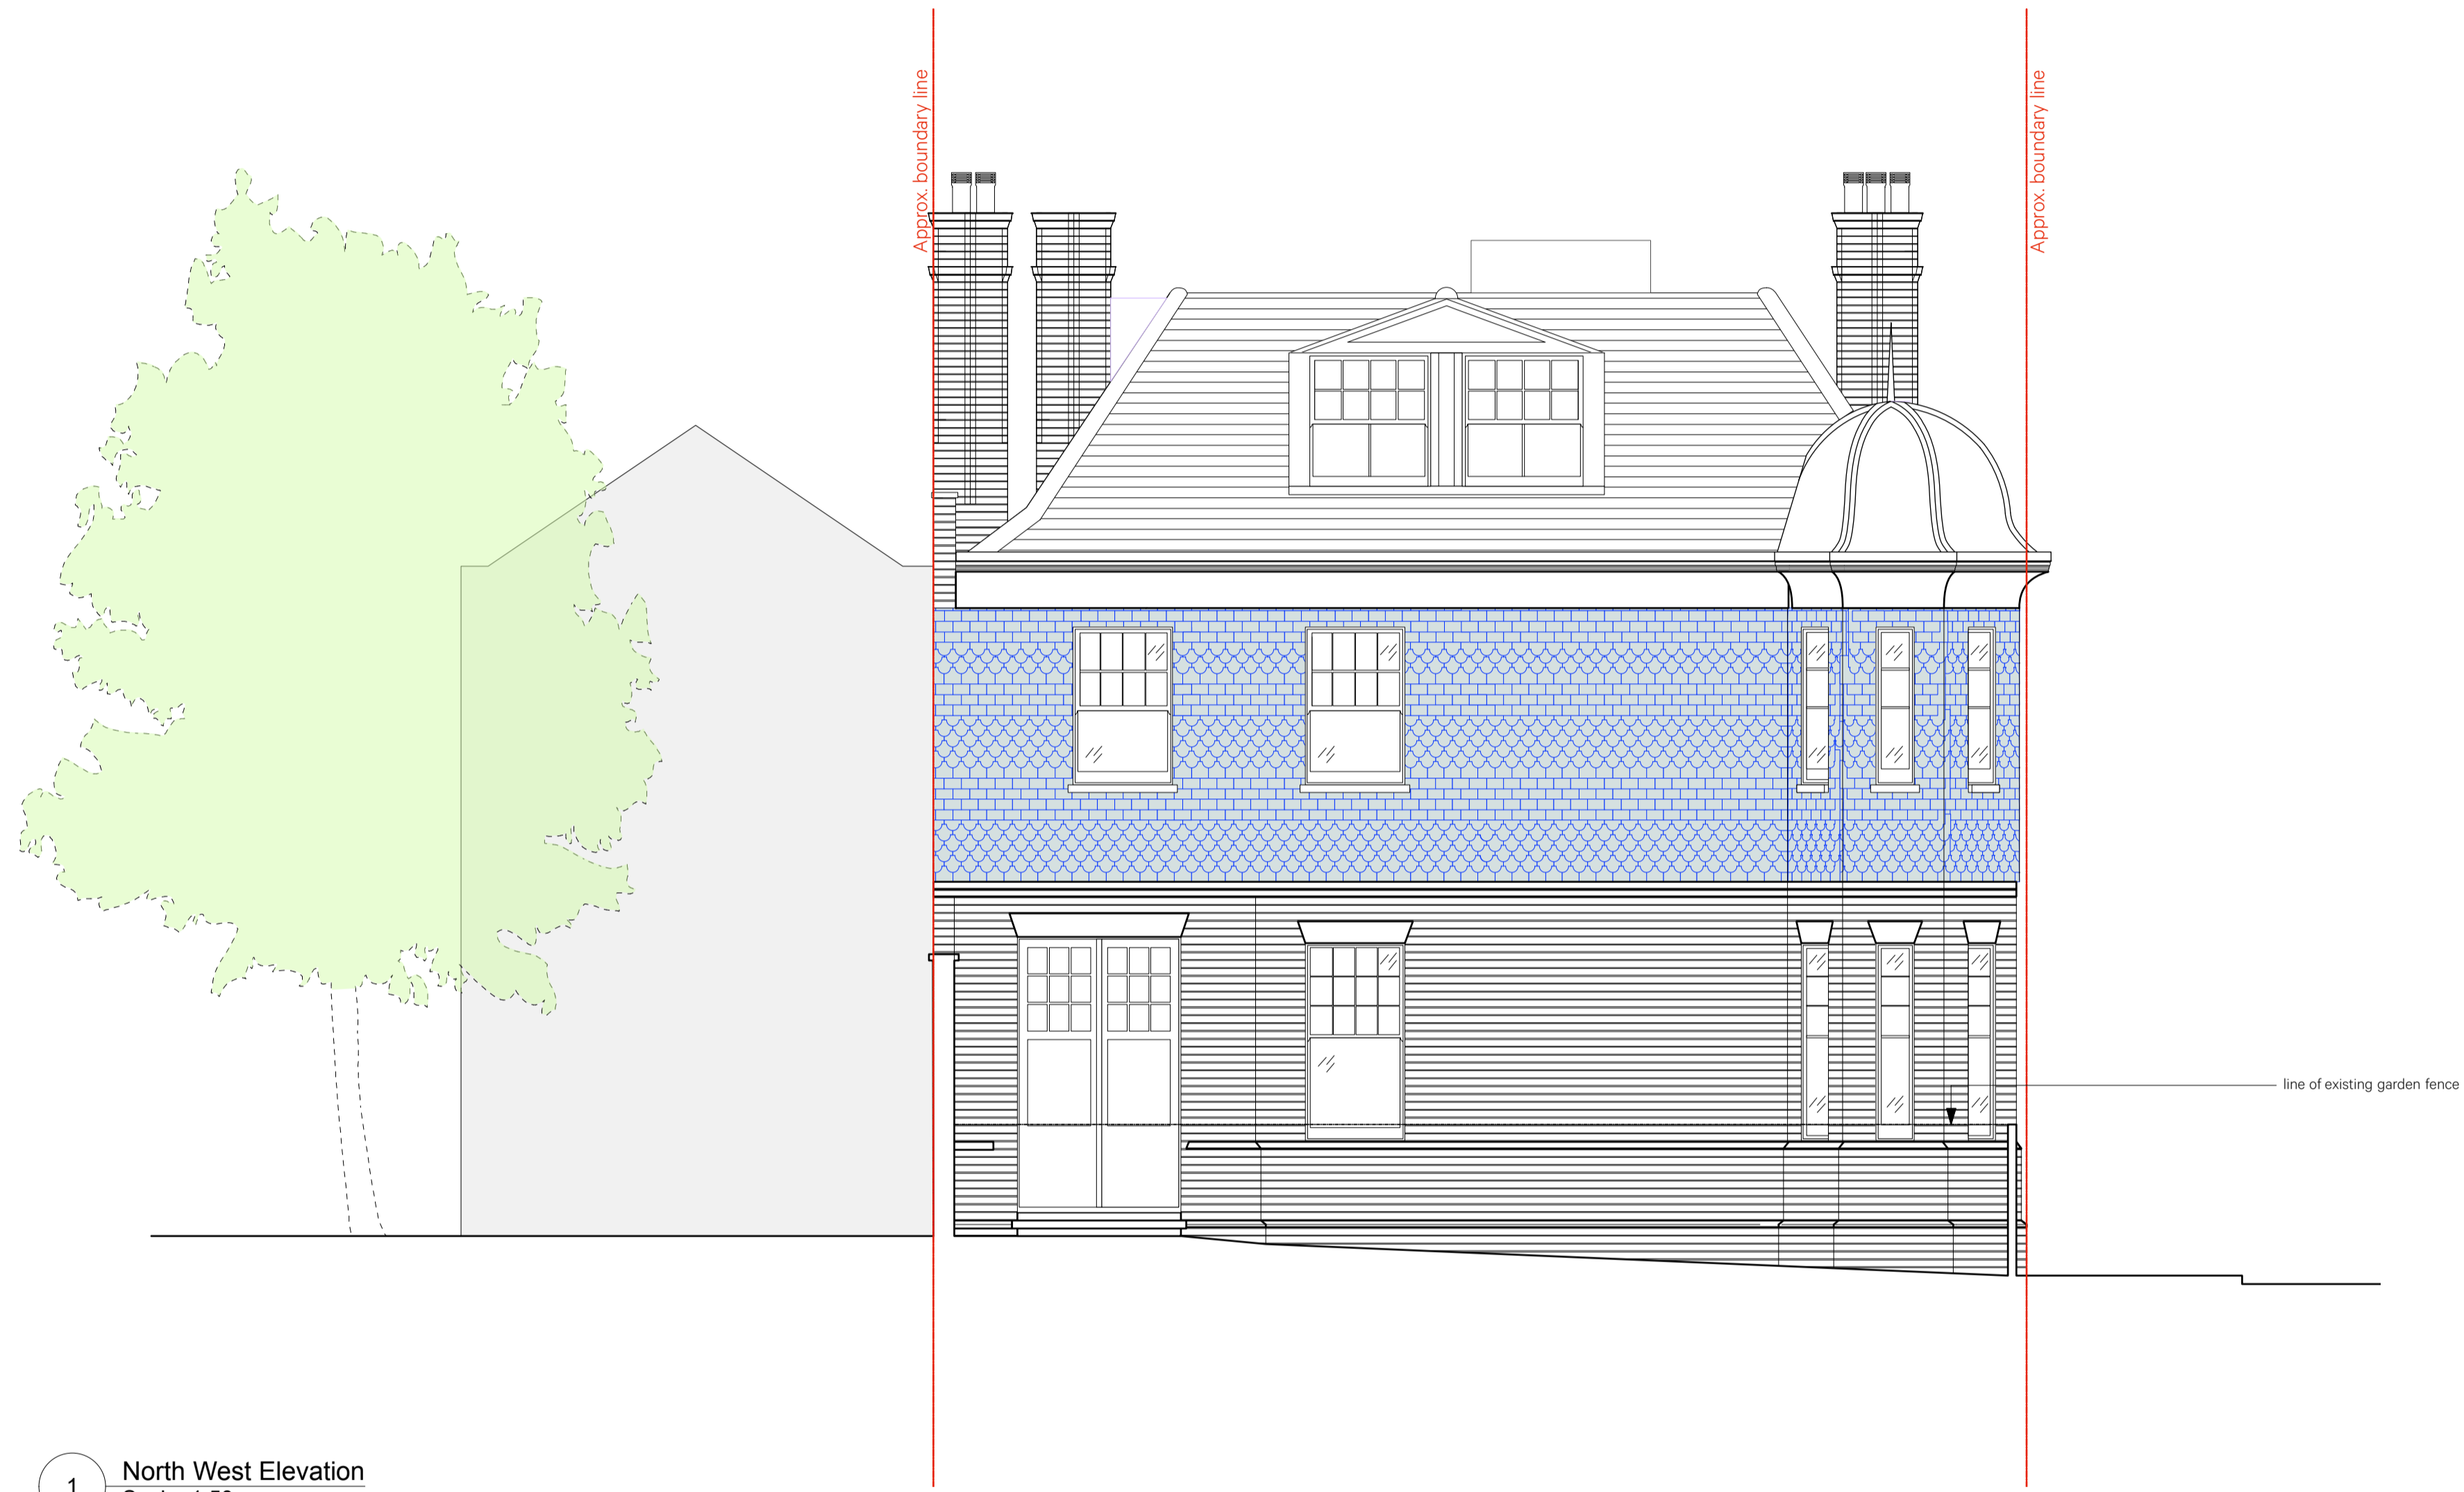 Approx. boundary line
Approx. boundary line
line of existing garden fence
1
North West Elevation